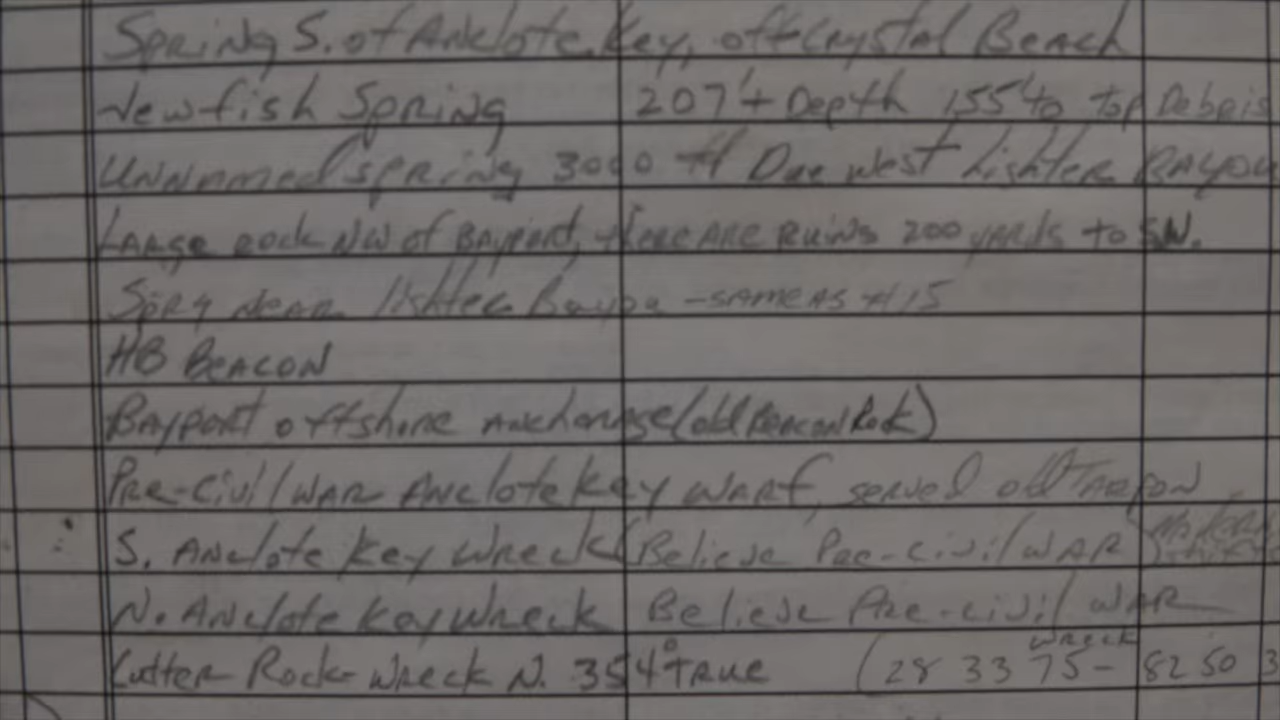 Spring S. of Anclote Key, off Crystal Beach
Jewfish Spring 207'+ Depth 155' to top Debris
Unnamed spring 3000 ft Due west Lighter Bayou
Large rock NW of Bayport, there are ruins 200 yards to SW.
Sprg near lighter Bayou - same as #15
HB Beacon
Bayport offshore anchorage (old Beacon Rock)
Pre-Civil War Anclote Key warf, served old Tarpon
S. Anclote Key Wreck (Believe Pre-civil war)
N. Anclote Key Wreck Believe Pre-civil war
wreck
Cutter Rock-wreck N. 354° true (28 33 75 - 82 50 3